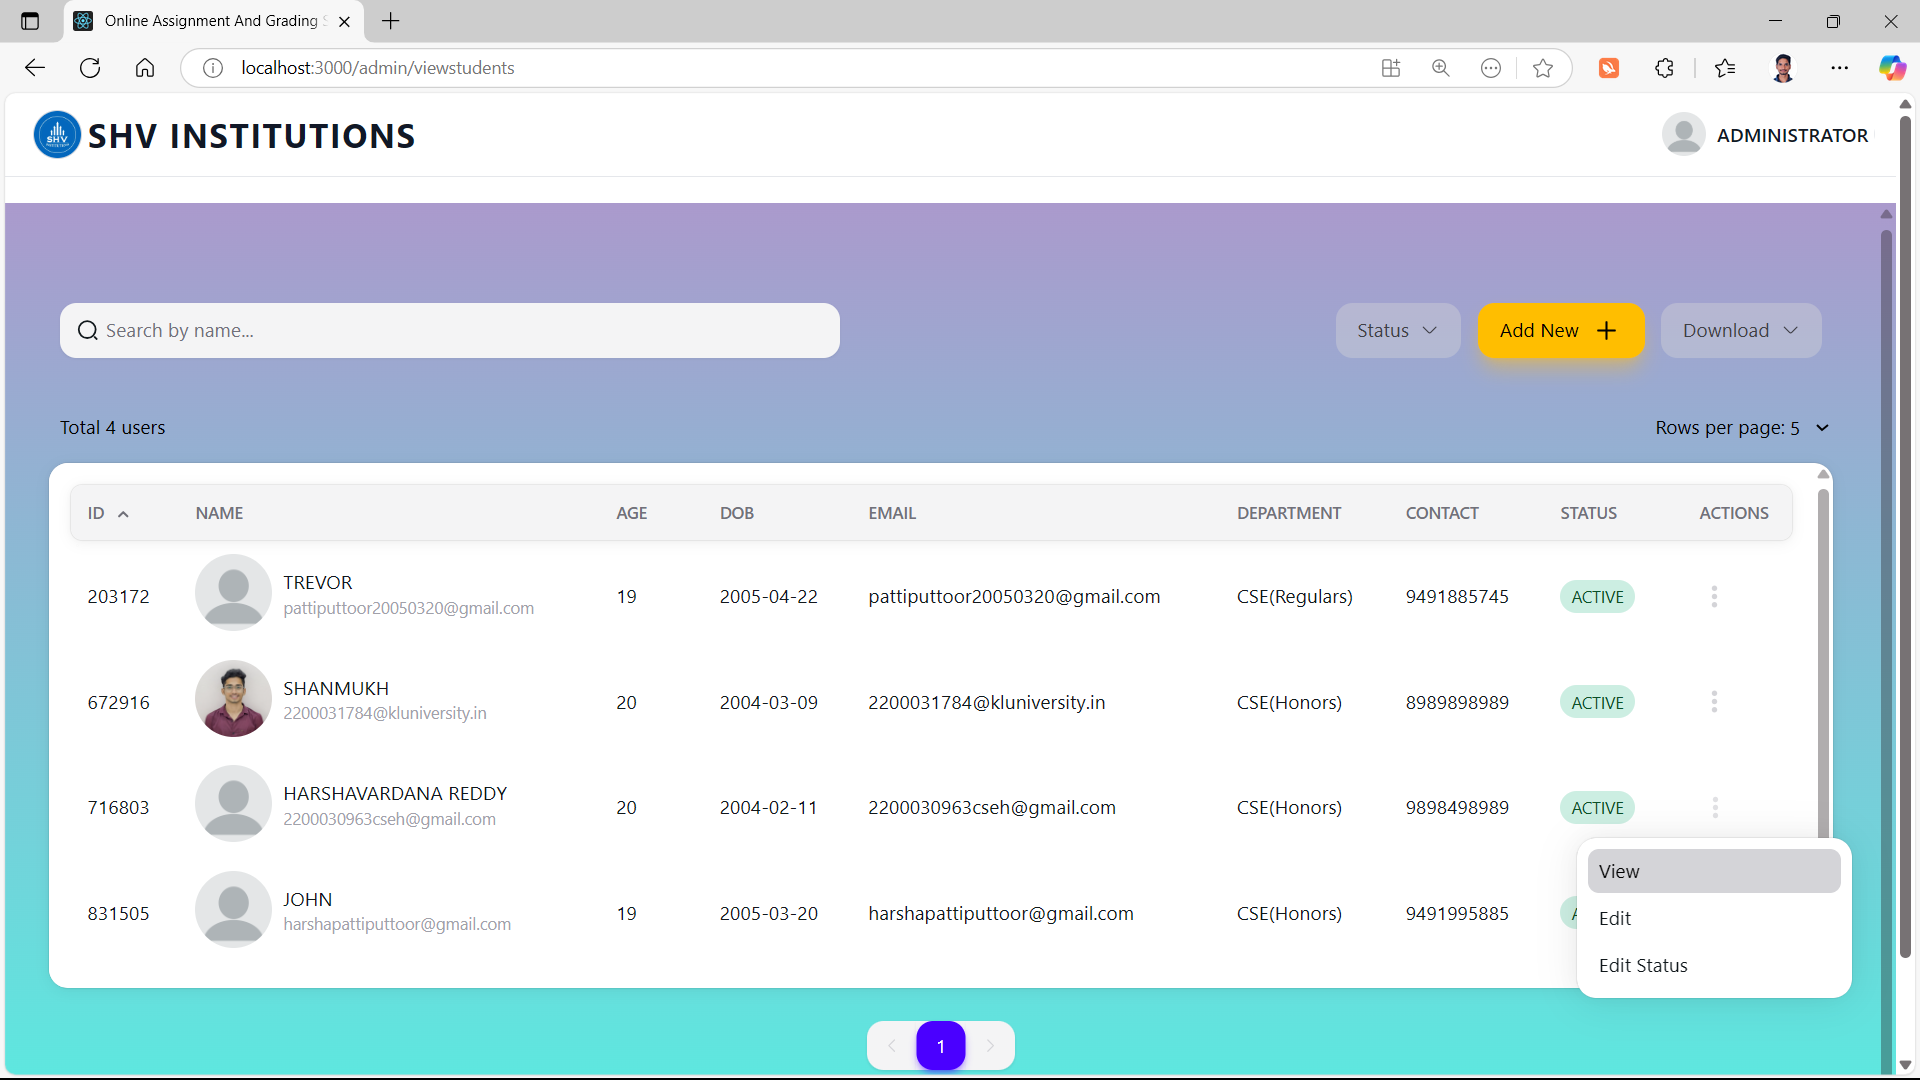 Online Assignment And Grading S
localhost:3000/admin/viewstudents
SHV
SHV INSTITUTIONS
ADMINISTRATOR
Search by name...
Status
Add New
Download
Total 4 users
Rows per page: 5
ID NAME AGE DOB EMAIL DEPARTMENT CONTACT STATUS ACTIONS
203172 TREVOR 19 2005-04-22 pattiputtoor20050320@gmail.com CSE(Regulars) 9491885745 ACTIVE
pattiputtoor20050320@gmail.com
672916 SHANMUKH 20 2004-03-09 2200031784@kluniversity.in CSE(Honors) 8989898989 ACTIVE
2200031784@kluniversity.in
716803 HARSHAVARDANA REDDY 20 2004-02-11 2200030963cseh@gmail.com CSE(Honors) 9898498989 ACTIVE
2200030963cseh@gmail.com
831505 JOHN 19 2005-03-20 harshapattiputtoor@gmail.com CSE(Honors) 9491995885
harshapattiputtoor@gmail.com
View
Edit
Edit Status
1